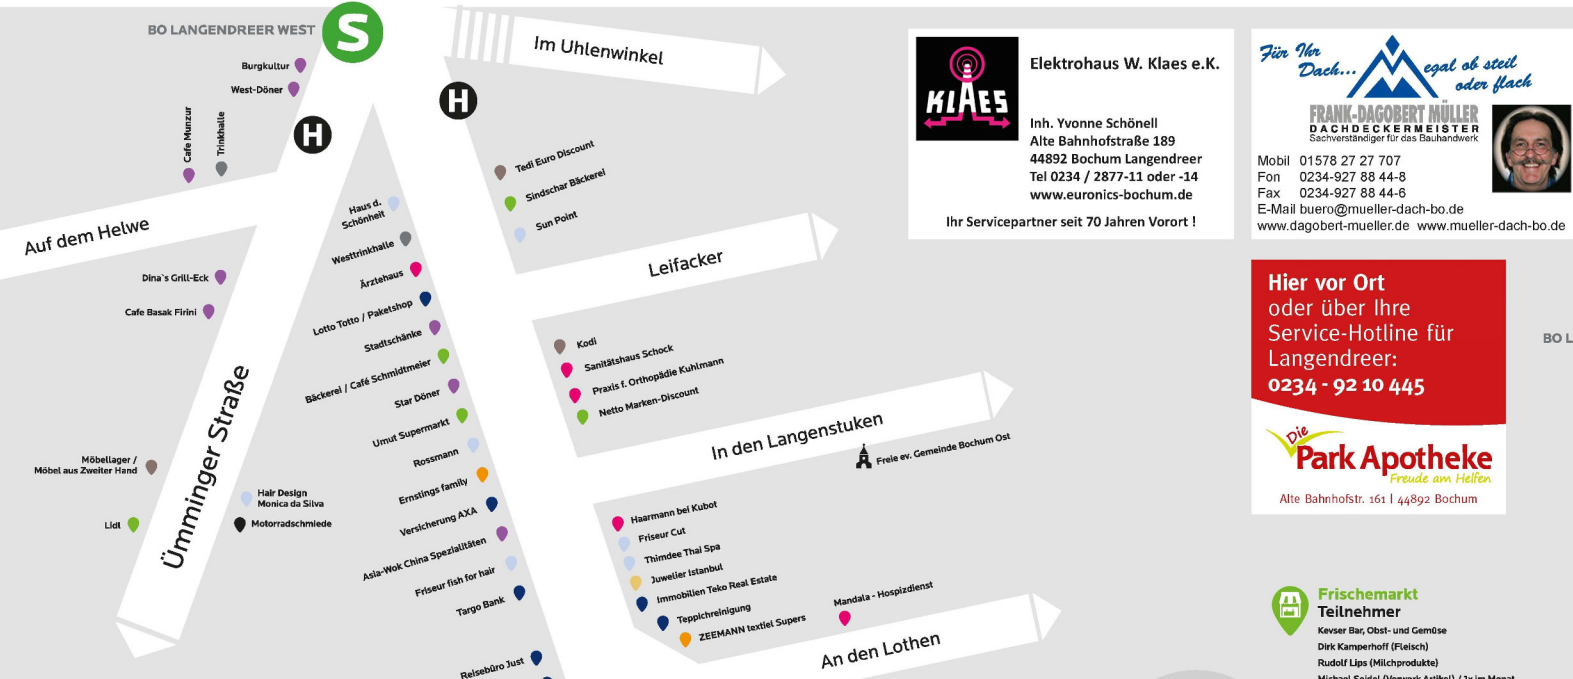 BO LANGENDREER WEST
S
Burgkultur
West-Döner
Cafe Munzur
Trinkhalle
H
H
Im Uhlenwinkel
Auf dem Helwe
Tedi Euro Discount
Sindschar Bäckerei
Sun Point
Haus d.
Schönheit
Westtrinkhalle
Ärztehaus
Lotto Totto / Paketshop
Stadtschänke
Bäckerei / Café Schmidtmeier
Star Döner
Umut Supermarkt
Rossmann
Ernstings family
Versicherung AXA
Asia-Wok China Spezialitäten
Friseur fish for hair
Targo Bank
Reisebüro Just
Leifacker
Dina`s Grill-Eck
Cafe Basak Firini
Ümminger Straße
Möbellager /
Möbel aus Zweiter Hand
Lidl
Hair Design
Monica da Silva
Motorradschmiede
Kodi
Sanitätshaus Schock
Praxis f. Orthopädie Kuhlmann
Netto Marken-Discount
In den Langenstuken
Freie ev. Gemeinde Bochum Ost
Haarmann bei Kubot
Friseur Cut
Thimdee Thai Spa
Juwelier Istanbul
Immobilien Teko Real Estate
Teppichreinigung
ZEEMANN textiel Supers
Mandala - Hospizdienst
An den Lothen
KLAES
Elektrohaus W. Klaes e.K.
Inh. Yvonne Schönell
Alte Bahnhofstraße 189
44892 Bochum Langendreer
Tel 0234 / 2877-11 oder -14
www.euronics-bochum.de
Ihr Servicepartner seit 70 Jahren Vorort !
Für Ihr
Dach...
egal ob steil
oder flach
FRANK-DAGOBERT MÜLLER
DACHDECKERMEISTER
Sachverständiger für das Bauhandwerk
Mobil 01578 27 27 707
Fon 0234-927 88 44-8
Fax 0234-927 88 44-6
E-Mail buero@mueller-dach-bo.de
www.dagobert-mueller.de www.mueller-dach-bo.de
Hier vor Ort
oder über Ihre
Service-Hotline für
Langendreer:
0234 - 92 10 445
Die
Park Apotheke
Freude am Helfen
Alte Bahnhofstr. 161 | 44892 Bochum
BO L
Frischemarkt
Teilnehmer
Kevser Bar, Obst- und Gemüse
Dirk Kamperhoff (Fleisch)
Rudolf Lips (Milchprodukte)
Michael Seidel (Vorwerk Artikel) / 1x im Monat